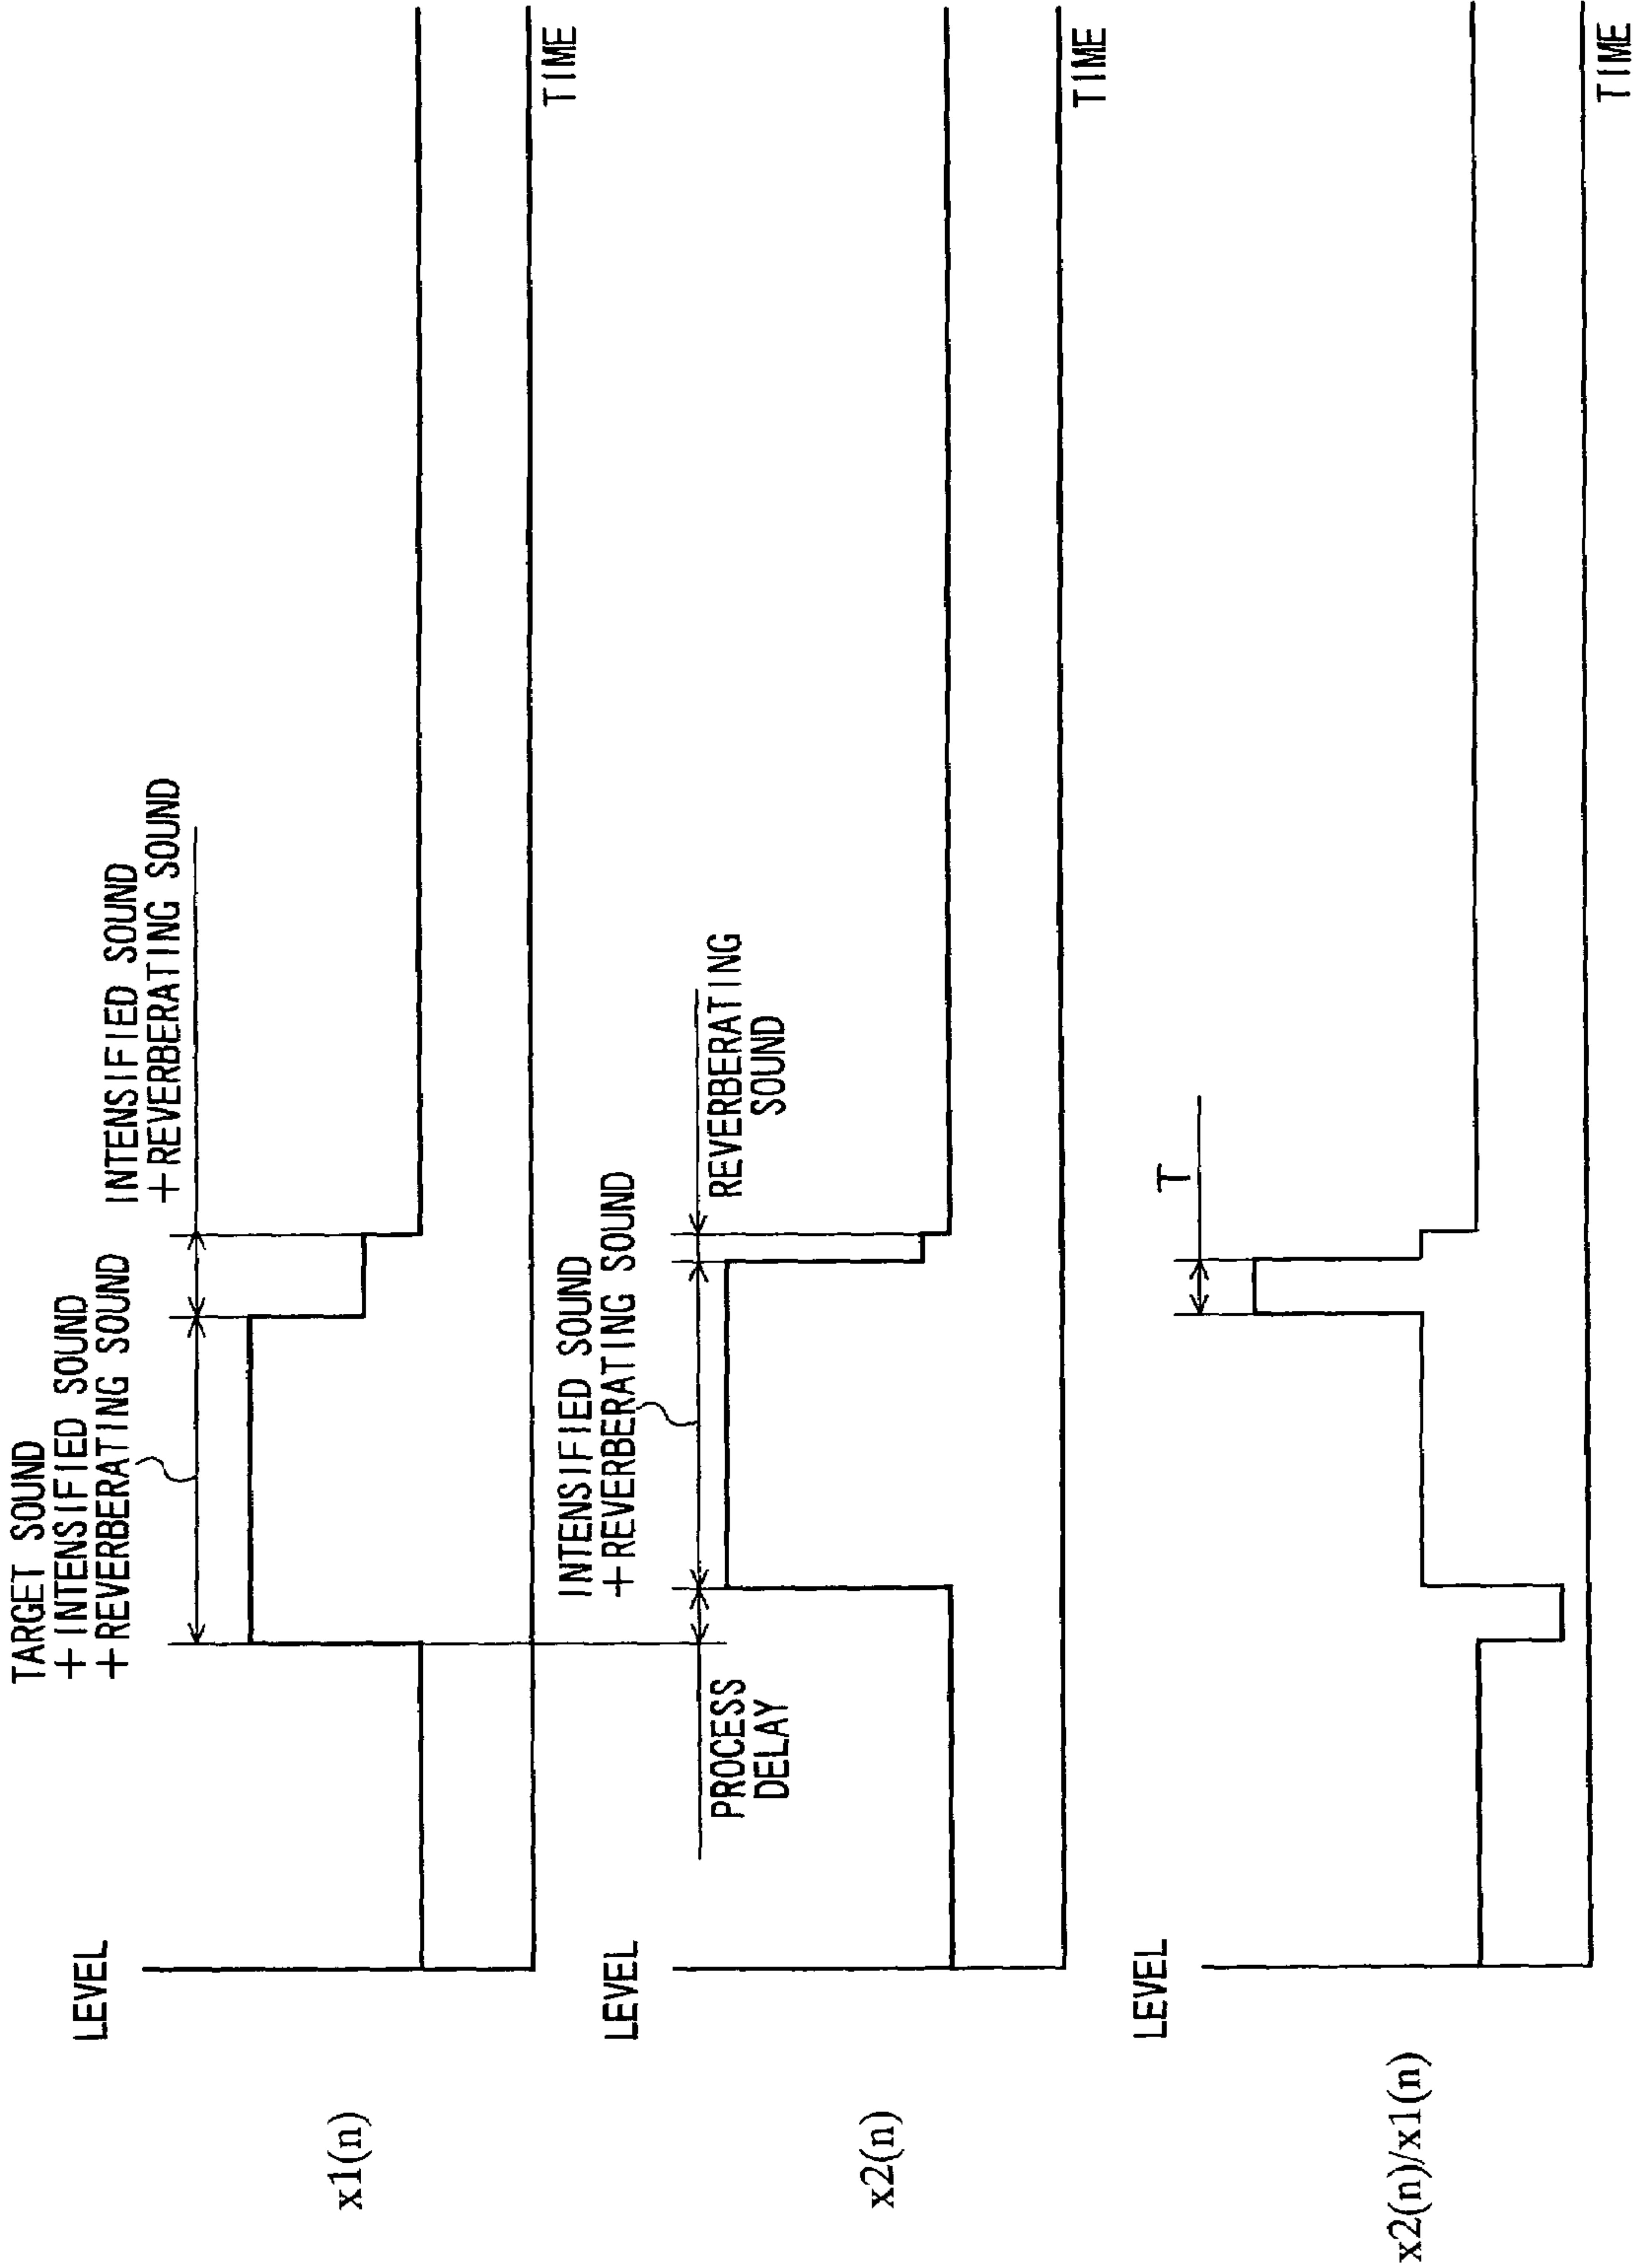 x1(n)
LEVEL
TARGET SOUND
+INTENSIFIED SOUND
+REVERBERATING SOUND
INTENSIFIED SOUND
+REVERBERATING SOUND
TIME
x2(n)
LEVEL
PROCESS
DELAY
INTENSIFIED SOUND
+REVERBERATING SOUND
REVERBERATING
SOUND
TIME
x2(n)/x1(n)
LEVEL
T
TIME